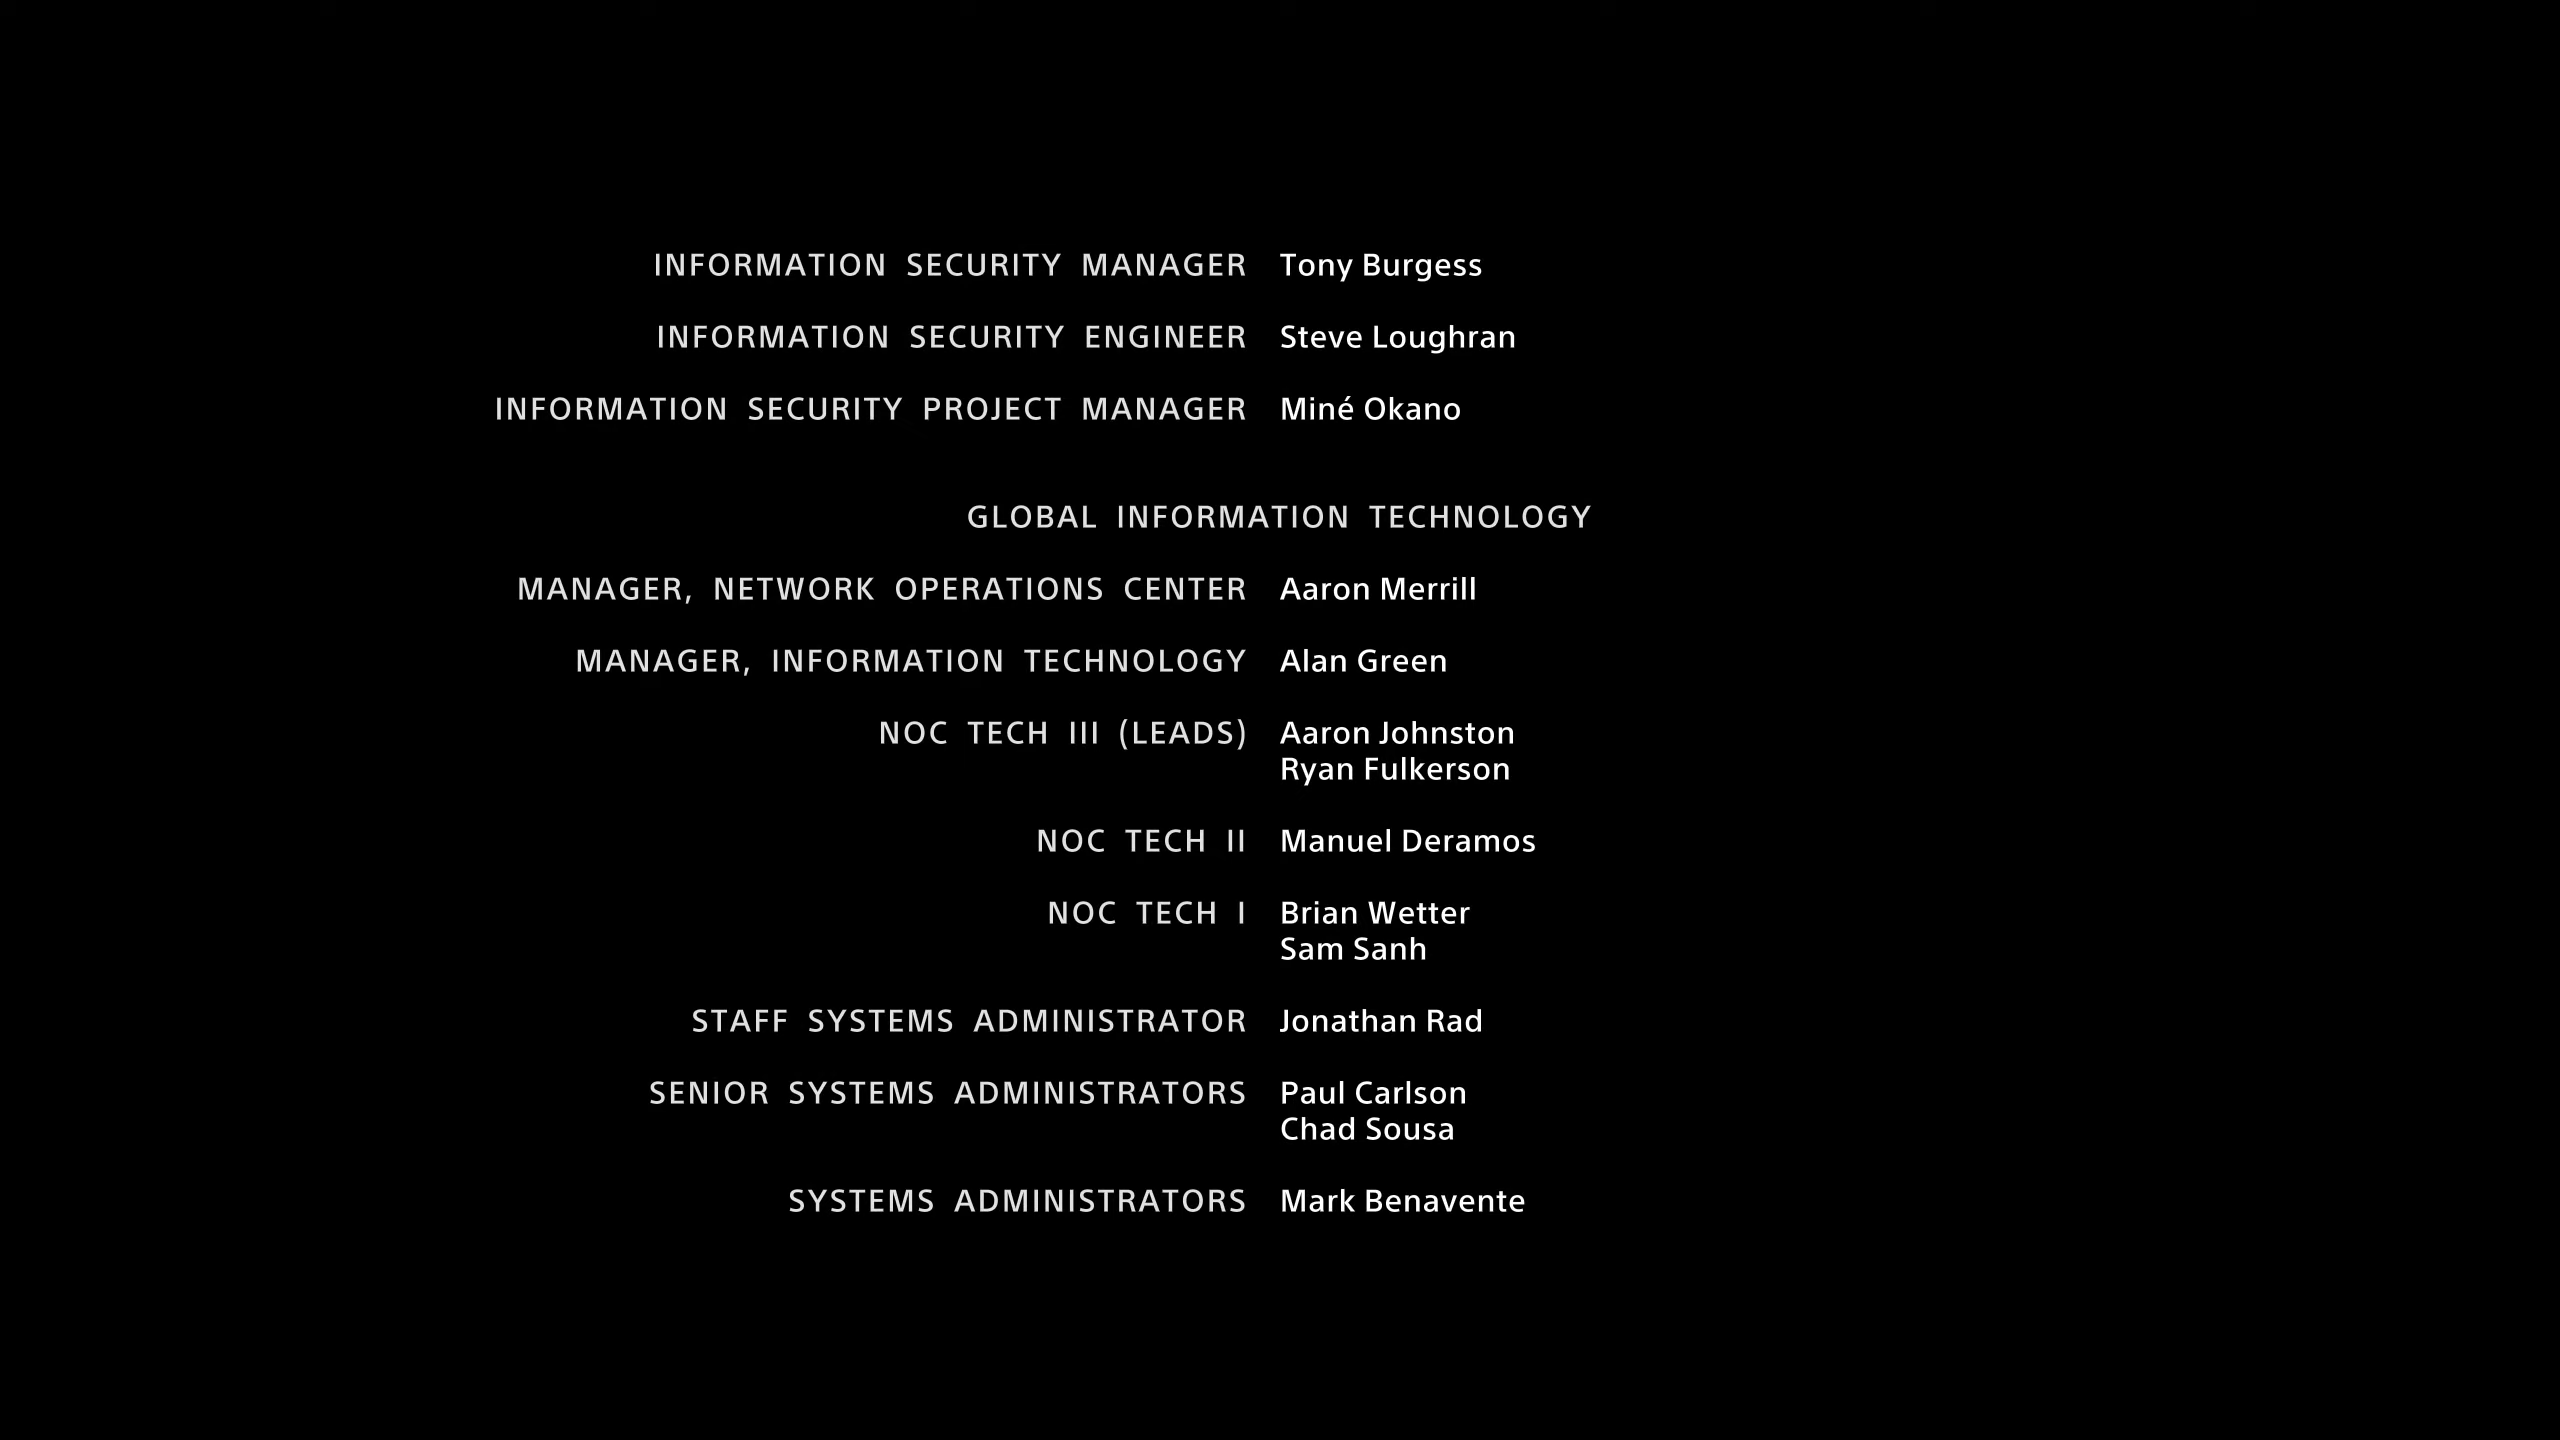 INFORMATION SECURITY MANAGER Tony Burgess
INFORMATION SECURITY ENGINEER Steve Loughran
INFORMATION SECURITY PROJECT MANAGER Miné Okano
GLOBAL INFORMATION TECHNOLOGY
MANAGER, NETWORK OPERATIONS CENTER Aaron Merrill
MANAGER, INFORMATION TECHNOLOGY Alan Green
NOC TECH III (LEADS) Aaron Johnston
Ryan Fulkerson
NOC TECH II Manuel Deramos
NOC TECH I Brian Wetter
Sam Sanh
STAFF SYSTEMS ADMINISTRATOR Jonathan Rad
SENIOR SYSTEMS ADMINISTRATORS Paul Carlson
Chad Sousa
SYSTEMS ADMINISTRATORS Mark Benavente